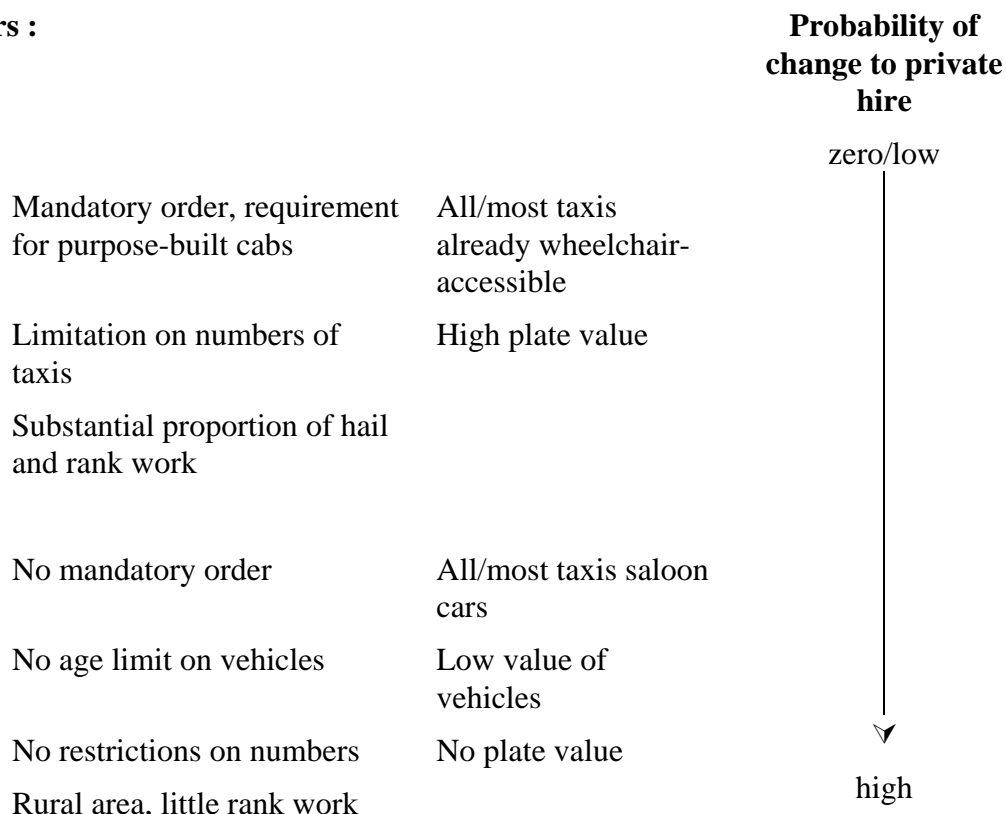 rs :
Probability of
change to private
hire
zero/low
Mandatory order, requirement
for purpose-built cabs
All/most taxis
already wheelchair-
accessible
Limitation on numbers of
taxis
High plate value
Substantial proportion of hail
and rank work
No mandatory order
All/most taxis saloon
cars
No age limit on vehicles
Low value of
vehicles
No restrictions on numbers
No plate value
high
Rural area, little rank work